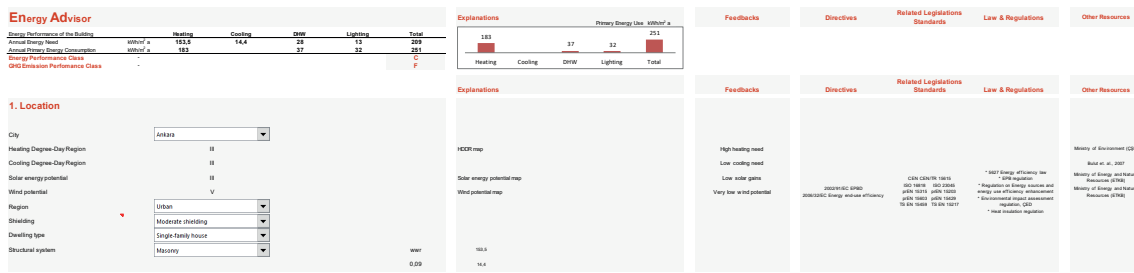 Energy Advisor
Energy Performance of the Building Heating Cooling DHW Lighting Total
Annual Energy Need kWh/m² a 153,5 14,4 28 13 209
Annual Primary Energy Consumption kWh/m² a 183 37 32 251
Energy Performance Class - C
GHG Emission Perfomance Class - F
Explanations
Primary Energy Use kWh/m² a
183 37 32 251
Heating Cooling DHW Lighting Total
Feedbacks
Related Legislations
Directives Standards Law & Regulations
Other Resources
Explanations
Feedbacks
Related Legislations
Directives Standards Law & Regulations
Other Resources
1. Location
City Ankara
Heating Degree-Day Region III
Cooling Degree-Day Region III
Solar energy potential III
Wind potential V
Region Urban
Shielding Moderate shielding
Dwelling type Single-family house
Structural system Masonry
wwr
0,09
HDDR map
Solar energy potential map
Wind potential map
153,5
14,4
High heating need
Low cooling need
Low solar gains
Very low wind potential
2002/91/EC EPBD
2006/32/EC Energy end-use efficiency
CEN CEN/TR 15615
ISO 16818 ISO 23045
prEN 15315 prEN 15203
prEN 15603 prEN 15429
TS EN 15459 TS EN 15217
* 5627 Energy efficiency law
* EPB regulation
* Regulation on Energy sources and
energy use efficiency enhancement
* Environmental impact assessment
regulation, ÇED
* Heat insulation regulation
Ministry of Environment (ÇŞ
Bulut et. al., 2007
Ministry of Energy and Natu
Resources (ETKB)
Ministry of Energy and Natu
Resources (ETKB)